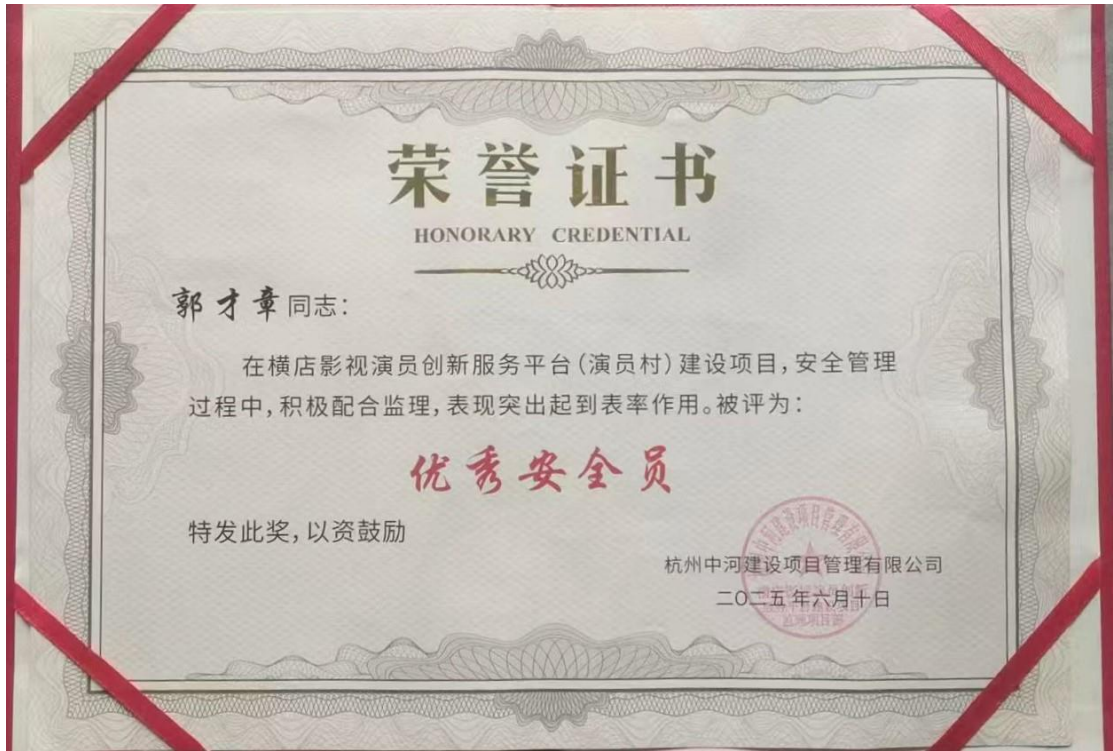 荣誉证书
HONORARY CREDENTIAL
郭才章同志：
在横店影视演员创新服务平台（演员村）建设项目，安全管理
过程中，积极配合监理，表现突出起到表率作用。被评为：
优秀安全员
特发此奖，以资鼓励
杭州中河建设项目管理有限公司
二〇二五年六月十日